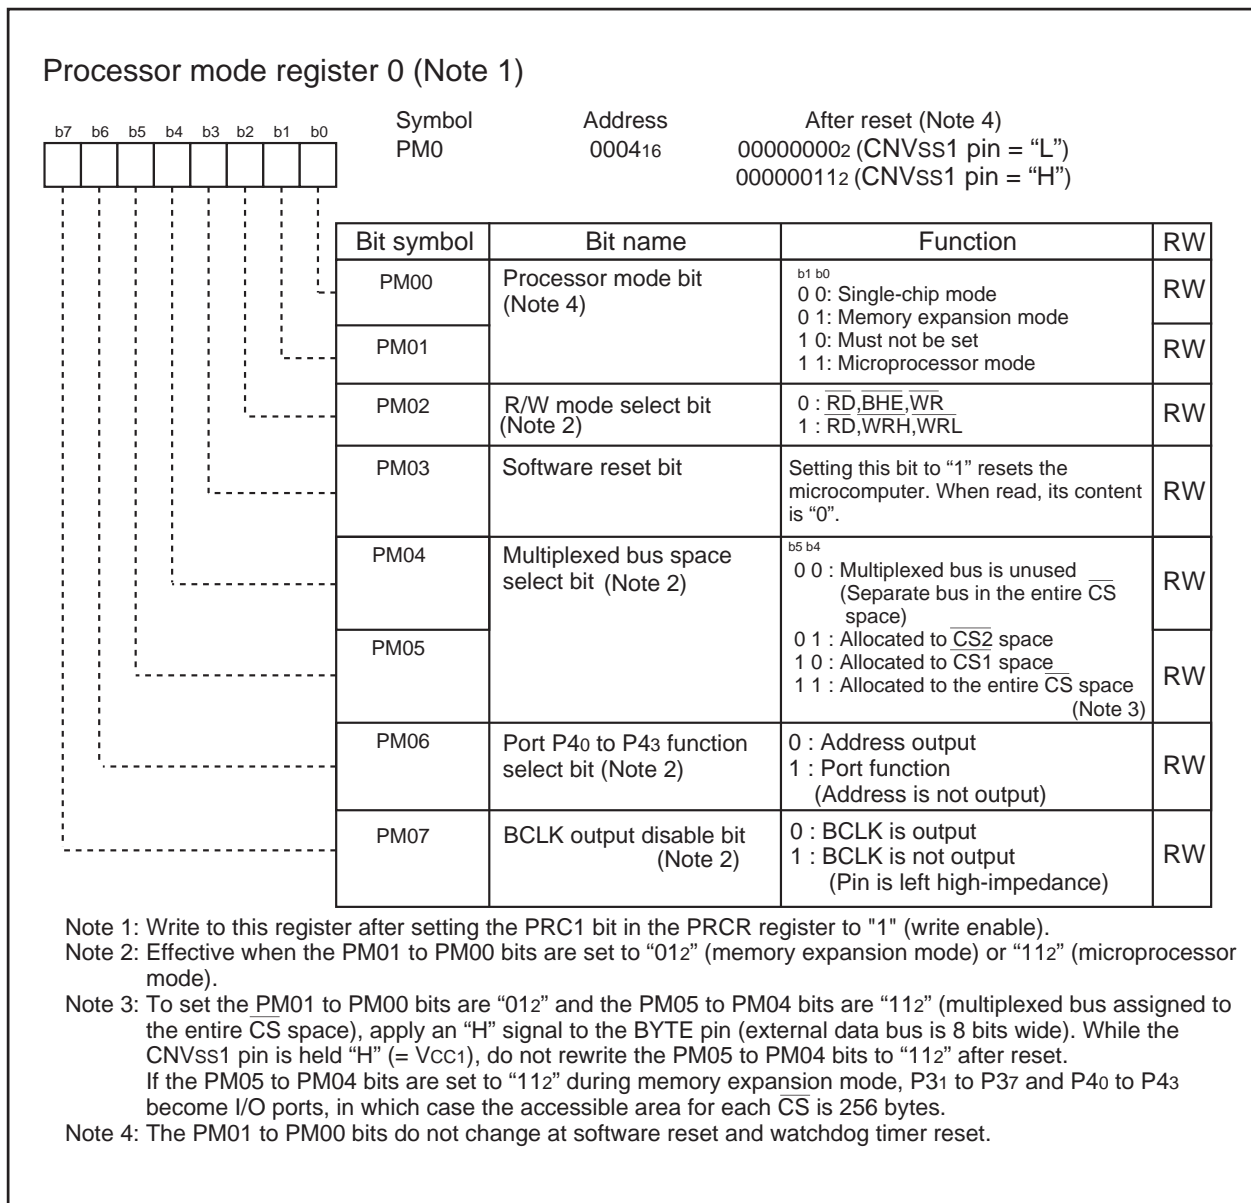 Processor mode register 0 (Note 1)
b7 b6 b5 b4 b3 b2 b1 b0
Symbol Address After reset (Note 4)
PM0 000416 000000002 (CNVSS1 pin = “L”)
000000112 (CNVSS1 pin = “H”)
Bit symbol Bit name Function RW
PM00 Processor mode bit (Note 4) RW
b1 b0
0 0: Single-chip mode
0 1: Memory expansion mode
1 0: Must not be set
1 1: Microprocessor mode
PM01 RW
PM02 R/W mode select bit (Note 2) RW
0 : RD,BHE,WR
1 : RD,WRH,WRL
PM03 Software reset bit RW
Setting this bit to “1” resets the
microcomputer. When read, its content
is “0”.
PM04 Multiplexed bus space
select bit (Note 2) RW
b5 b4
0 0 : Multiplexed bus is unused
(Separate bus in the entire CS
space)
0 1 : Allocated to CS2 space
1 0 : Allocated to CS1 space
1 1 : Allocated to the entire CS space
(Note 3)
PM05 RW
PM06 Port P40 to P43 function
select bit (Note 2) RW
0 : Address output
1 : Port function
(Address is not output)
PM07 BCLK output disable bit
(Note 2) RW
0 : BCLK is output
1 : BCLK is not output
(Pin is left high-impedance)
Note 1: Write to this register after setting the PRC1 bit in the PRCR register to "1" (write enable).
Note 2: Effective when the PM01 to PM00 bits are set to “012” (memory expansion mode) or “112” (microprocessor
mode).
Note 3: To set the PM01 to PM00 bits are “012” and the PM05 to PM04 bits are “112” (multiplexed bus assigned to
the entire CS space), apply an “H” signal to the BYTE pin (external data bus is 8 bits wide). While the
CNVSS1 pin is held “H” (= VCC1), do not rewrite the PM05 to PM04 bits to “112” after reset.
If the PM05 to PM04 bits are set to “112” during memory expansion mode, P31 to P37 and P40 to P43
become I/O ports, in which case the accessible area for each CS is 256 bytes.
Note 4: The PM01 to PM00 bits do not change at software reset and watchdog timer reset.